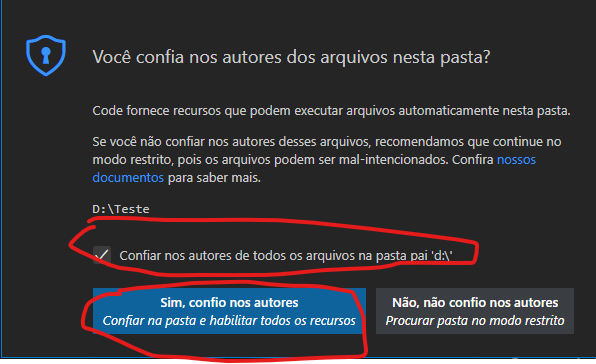 Você confia nos autores dos arquivos nesta pasta?
Code fornece recursos que podem executar arquivos automaticamente nesta pasta.
Se você não confiar nos autores desses arquivos, recomendamos que continue no
modo restrito, pois os arquivos podem ser mal-intencionados. Confira nossos
documentos para saber mais.
D:\Teste
Confiar nos autores de todos os arquivos na pasta pai 'd:\'
Sim, confio nos autores
Confiar na pasta e habilitar todos os recursos
Não, não confio nos autores
Procurar pasta no modo restrito